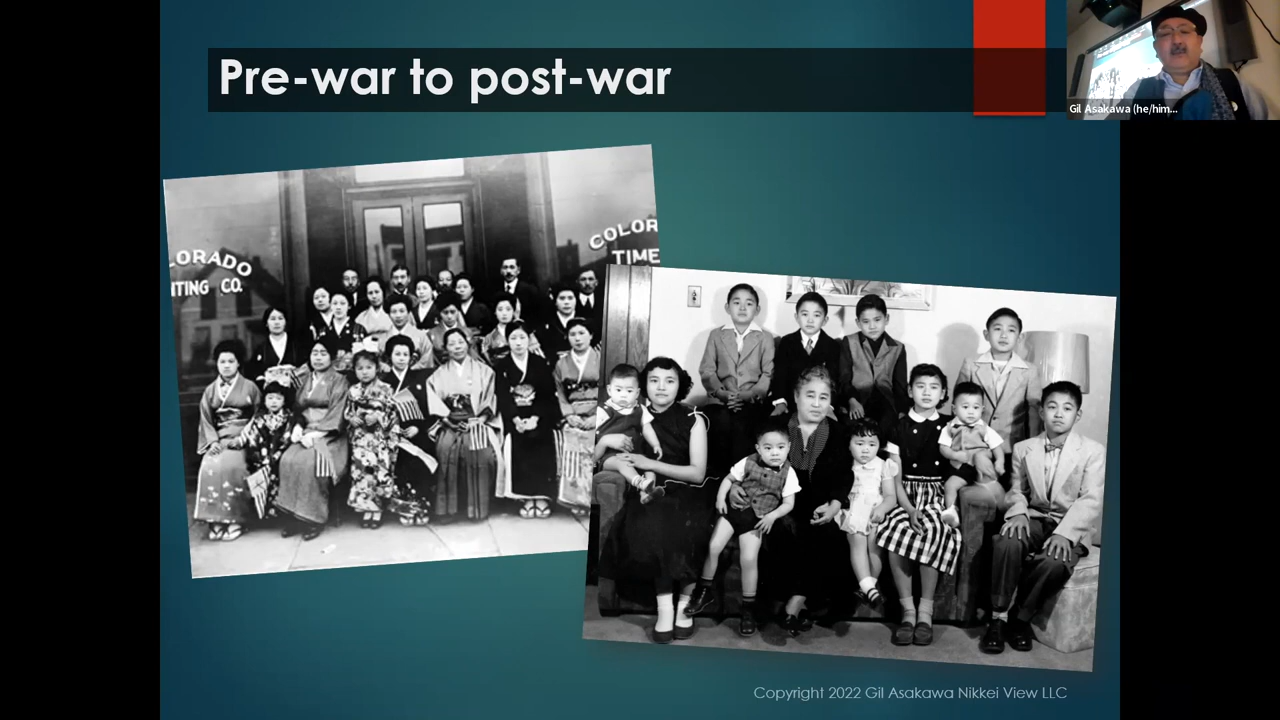 Pre-war to post-war
Gil Asakawa (he/him...
LORADO
TING CO.
COLOR
TIME
Copyright 2022 Gil Asakawa Nikkei View LLC